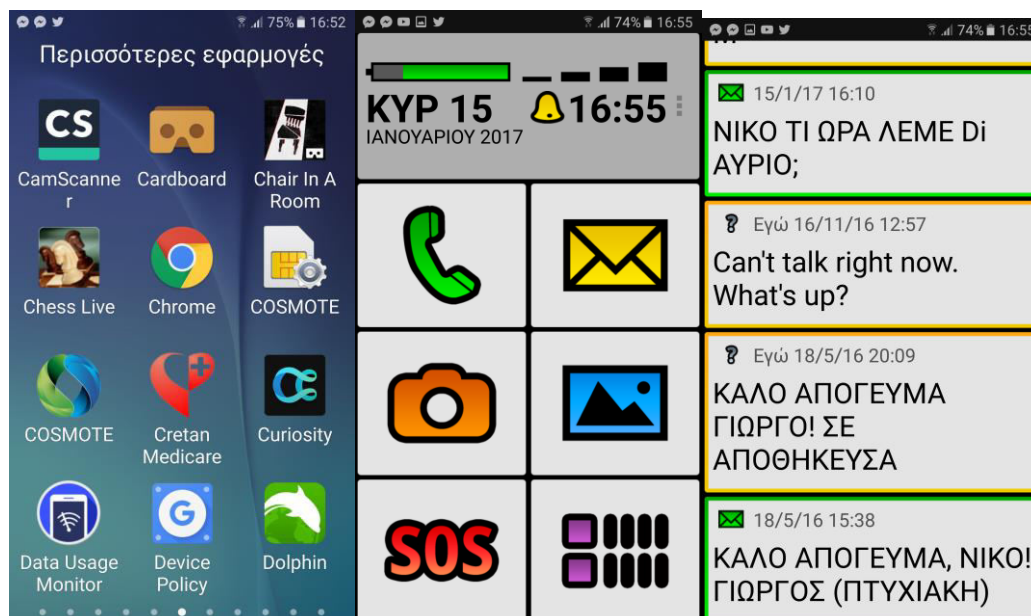 75% 16:52
Περισσότερες εφαρμογές
CS
CamScanne
r
Cardboard
Chair In A
Room
Chess Live
Chrome
COSMOTE
COSMOTE
Cretan
Medicare
Curiosity
Data Usage
Monitor
Device
Policy
Dolphin
74% 16:55
ΚΥΡ 15
16:55
ΙΑΝΟΥΑΡΙΟΥ 2017
SOS
74% 16:55
15/1/17 16:10
ΝΙΚΟ ΤΙ ΩΡΑ ΛΕΜΕ Di
ΑΥΡΙΟ;
Εγώ 16/11/16 12:57
Can't talk right now.
What's up?
Εγώ 18/5/16 20:09
ΚΑΛΟ ΑΠΟΓΕΥΜΑ
ΓΙΩΡΓΟ! ΣΕ
ΑΠΟΘΗΚΕΥΣΑ
18/5/16 15:38
ΚΑΛΟ ΑΠΟΓΕΥΜΑ, ΝΙΚΟ!
ΓΙΩΡΓΟΣ (ΠΤΥΧΙΑΚΗ)